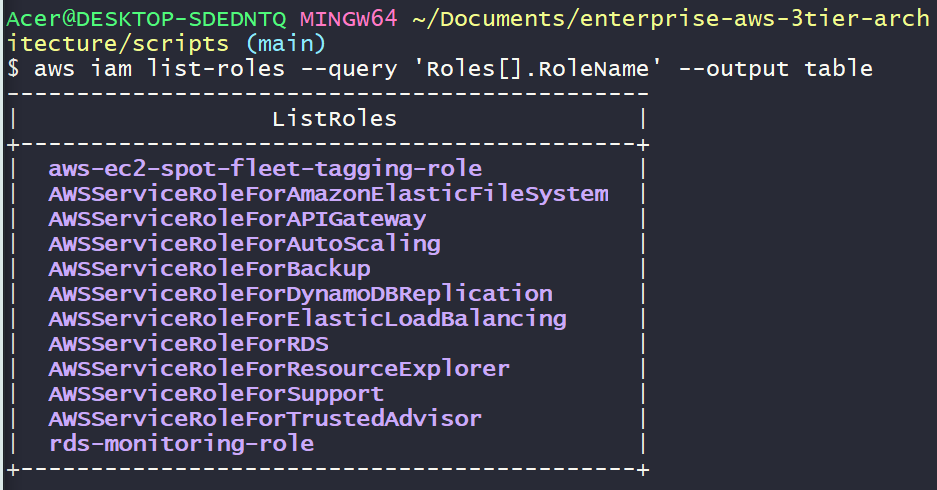 Acer@DESKTOP-SDEDNTQ MINGW64 ~/Documents/enterprise-aws-3tier-arch
itecture/scripts (main)
$ aws iam list-roles --query 'Roles[].RoleName' --output table
----------------------------------------------
|                  ListRoles                 |
+--------------------------------------------+
|  aws-ec2-spot-fleet-tagging-role           |
|  AWSServiceRoleForAmazonElasticFileSystem  |
|  AWSServiceRoleForAPIGateway               |
|  AWSServiceRoleForAutoScaling              |
|  AWSServiceRoleForBackup                   |
|  AWSServiceRoleForDynamoDBReplication      |
|  AWSServiceRoleForElasticLoadBalancing     |
|  AWSServiceRoleForRDS                      |
|  AWSServiceRoleForResourceExplorer         |
|  AWSServiceRoleForSupport                  |
|  AWSServiceRoleForTrustedAdvisor           |
|  rds-monitoring-role                       |
+--------------------------------------------+